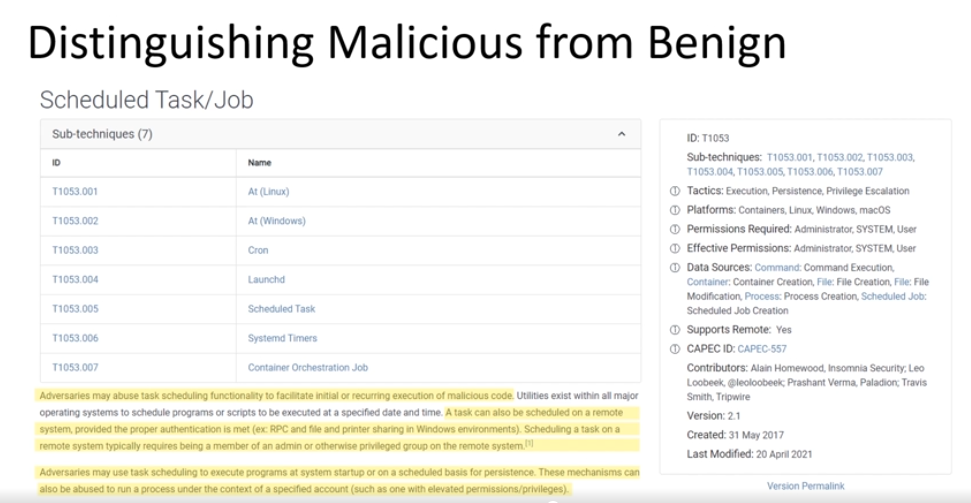 Distinguishing Malicious from Benign
Scheduled Task/Job
Sub-techniques (7)
ID Name
T1053.001 At (Linux)
T1053.002 At (Windows)
T1053.003 Cron
T1053.004 Launchd
T1053.005 Scheduled Task
T1053.006 Systemd Timers
T1053.007 Container Orchestration Job
Adversaries may abuse task scheduling functionality to facilitate initial or recurring execution of malicious code. Utilities exist within all major
operating systems to schedule programs or scripts to be executed at a specified date and time. A task can also be scheduled on a remote
system, provided the proper authentication is met (ex: RPC and file and printer sharing in Windows environments). Scheduling a task on a
remote system typically requires being a member of an admin or otherwise privileged group on the remote system.[1]
Adversaries may use task scheduling to execute programs at system startup or on a scheduled basis for persistence. These mechanisms can
also be abused to run a process under the context of a specified account (such as one with elevated permissions/privileges).
ID: T1053
Sub-techniques: T1053.001, T1053.002, T1053.003,
T1053.004, T1053.005, T1053.006, T1053.007
Tactics: Execution, Persistence, Privilege Escalation
Platforms: Containers, Linux, Windows, macOS
Permissions Required: Administrator, SYSTEM, User
Effective Permissions: Administrator, SYSTEM, User
Data Sources: Command: Command Execution,
Container: Container Creation, File: File Creation, File: File
Modification, Process: Process Creation, Scheduled Job:
Scheduled Job Creation
Supports Remote: Yes
CAPEC ID: CAPEC-557
Contributors: Alain Homewood, Insomnia Security; Leo
Loobeek, @leoloobeek; Prashant Verma, Paladion; Travis
Smith, Tripwire
Version: 2.1
Created: 31 May 2017
Last Modified: 20 April 2021
Version Permalink